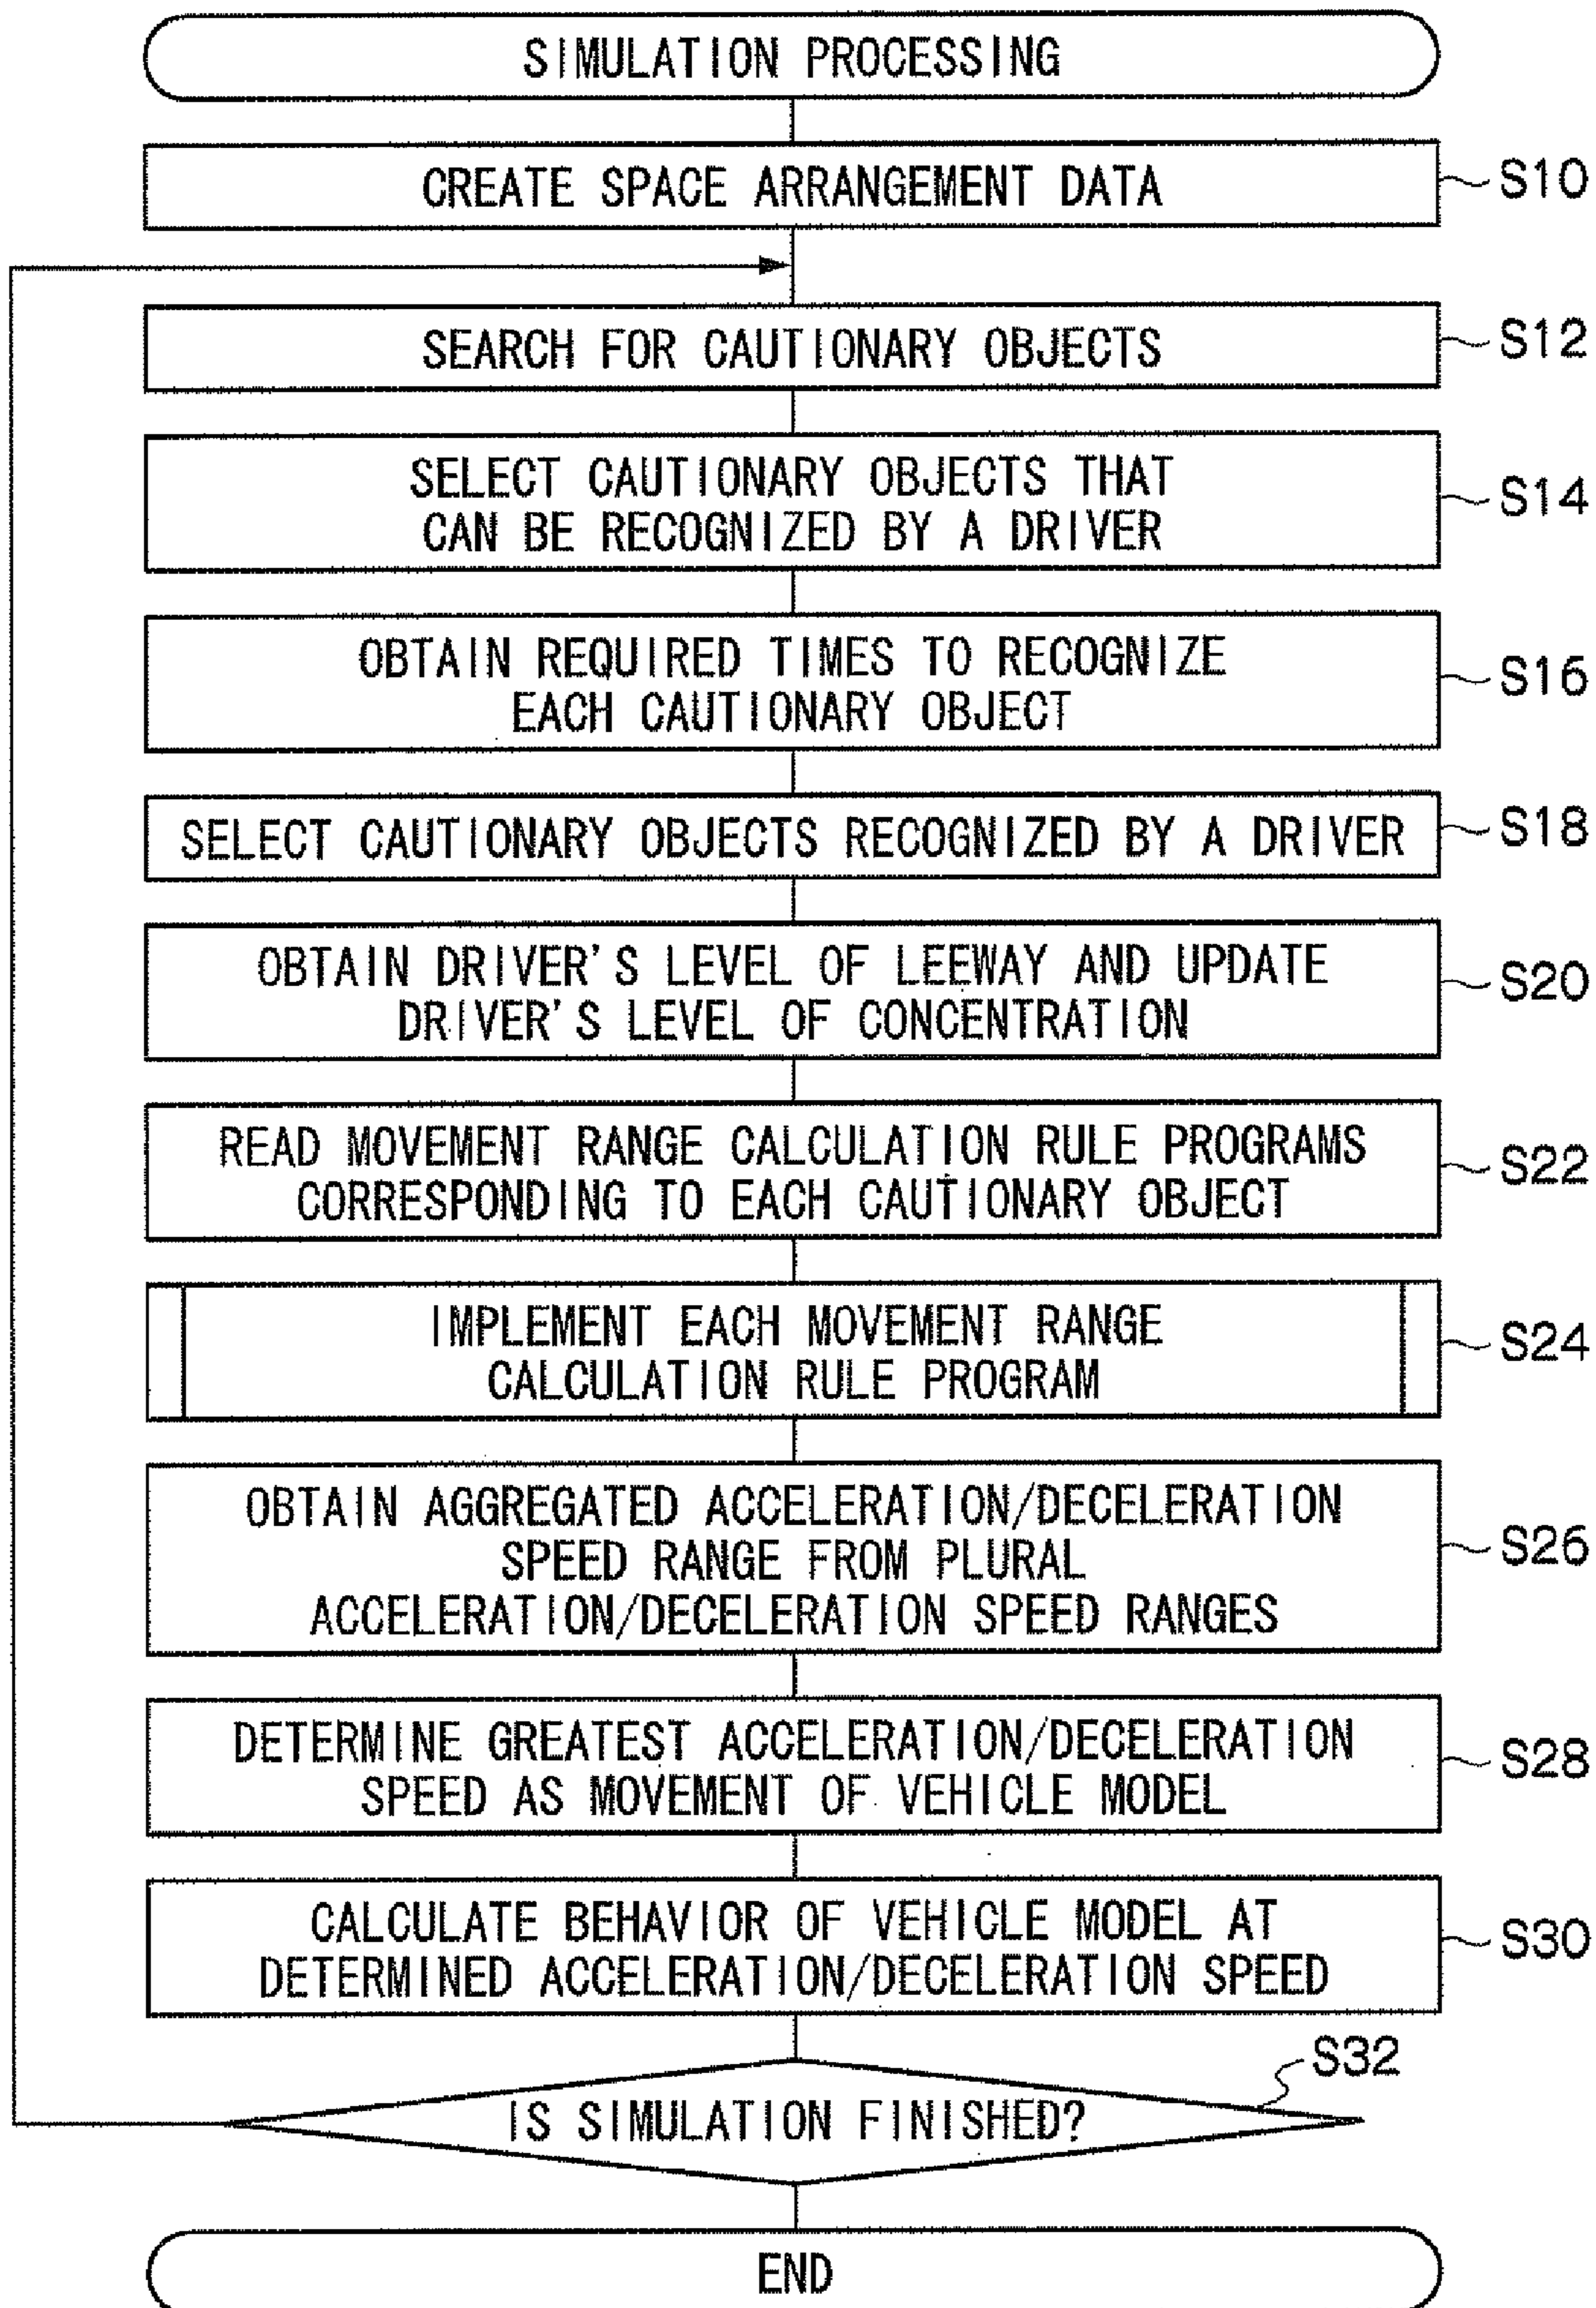 SIMULATION PROCESSING
CREATE SPACE ARRANGEMENT DATA
S10
SEARCH FOR CAUTIONARY OBJECTS
S12
SELECT CAUTIONARY OBJECTS THAT
CAN BE RECOGNIZED BY A DRIVER
S14
OBTAIN REQUIRED TIMES TO RECOGNIZE
EACH CAUTIONARY OBJECT
S16
SELECT CAUTIONARY OBJECTS RECOGNIZED BY A DRIVER
S18
OBTAIN DRIVER'S LEVEL OF LEEWAY AND UPDATE
DRIVER'S LEVEL OF CONCENTRATION
S20
READ MOVEMENT RANGE CALCULATION RULE PROGRAMS
CORRESPONDING TO EACH CAUTIONARY OBJECT
S22
IMPLEMENT EACH MOVEMENT RANGE
CALCULATION RULE PROGRAM
S24
OBTAIN AGGREGATED ACCELERATION/DECELERATION
SPEED RANGE FROM PLURAL
ACCELERATION/DECELERATION SPEED RANGES
S26
DETERMINE GREATEST ACCELERATION/DECELERATION
SPEED AS MOVEMENT OF VEHICLE MODEL
S28
CALCULATE BEHAVIOR OF VEHICLE MODEL AT
DETERMINED ACCELERATION/DECELERATION SPEED
S30
S32
IS SIMULATION FINISHED?
END